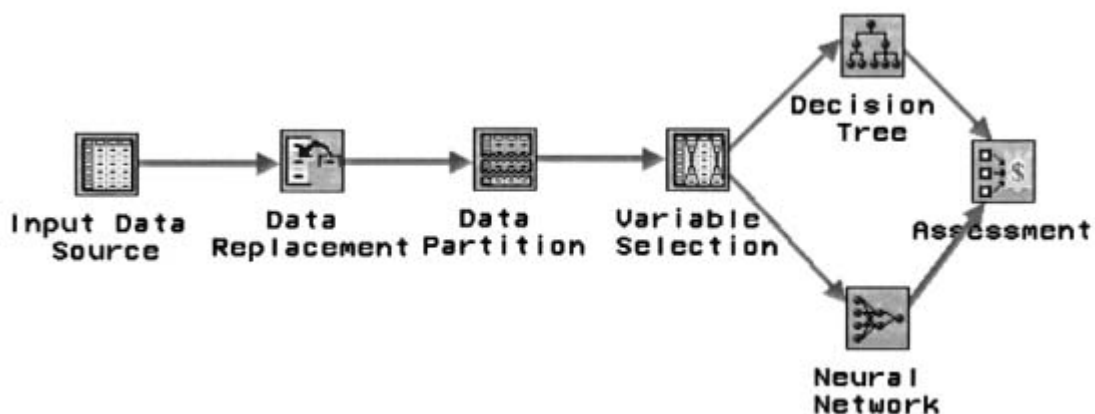 Input Data
Source
Data
Replacement
Data
Partition
Variable
Selection
Decision
Tree
Neural
Network
$
Assessment